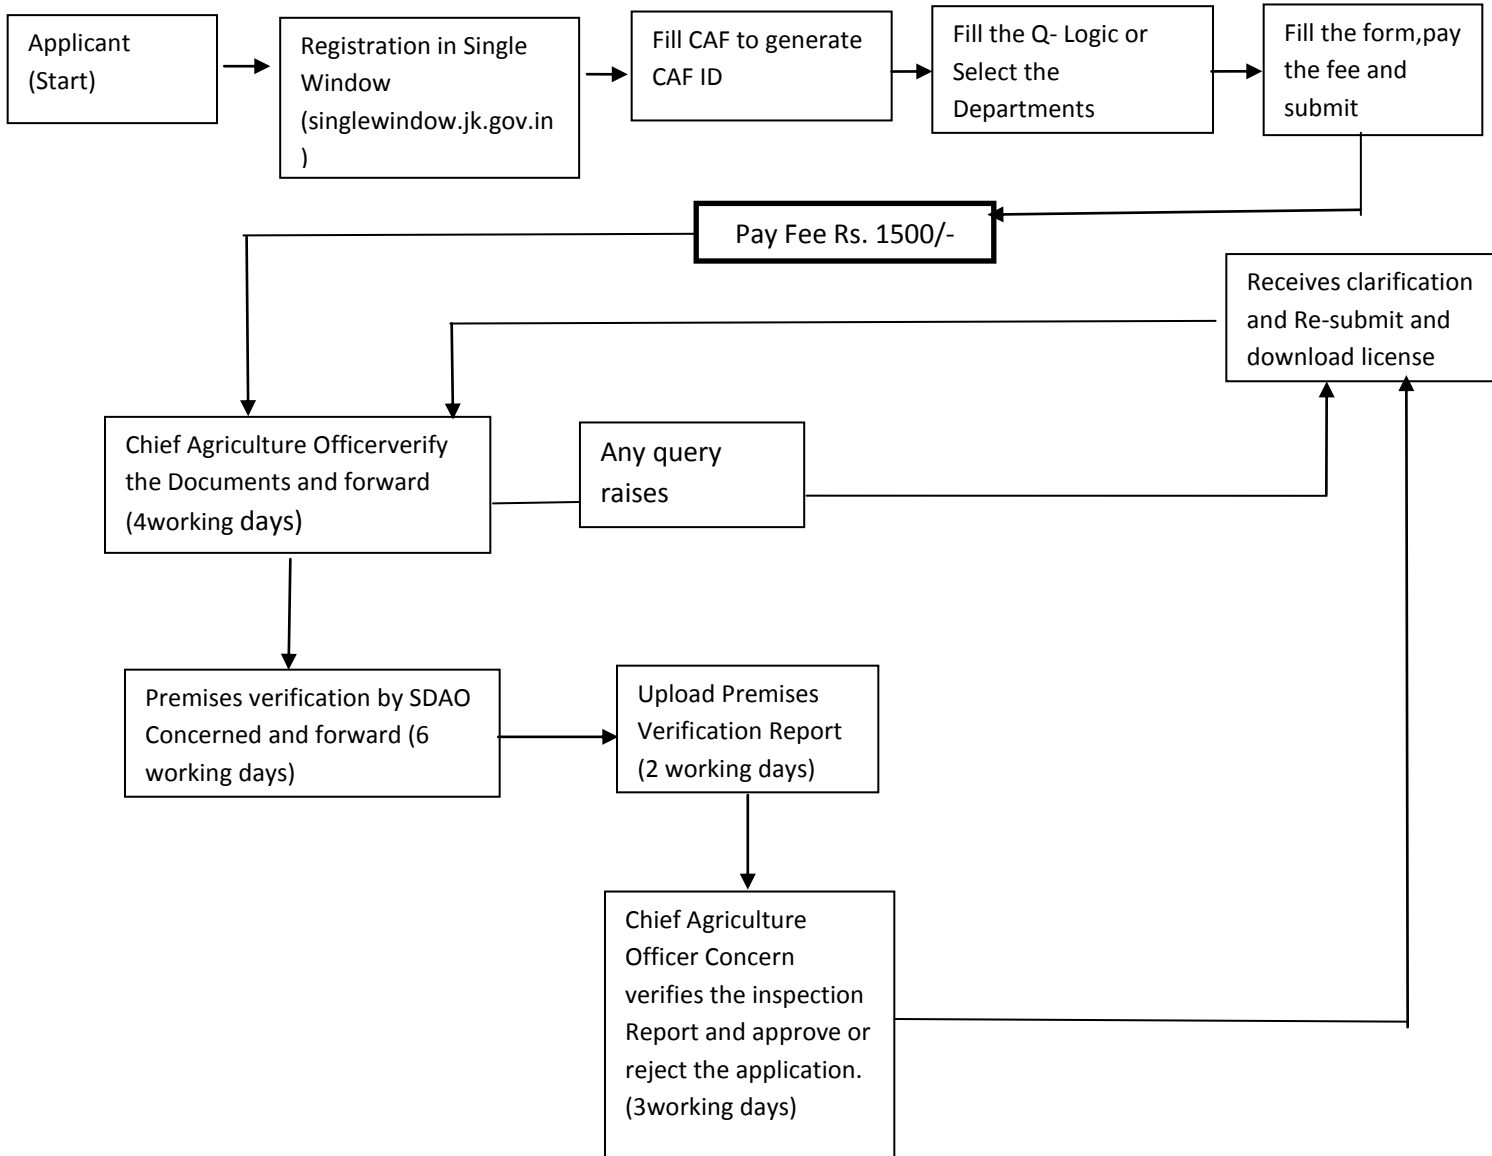 Applicant
(Start)
Registration in Single
Window
(singlewindow.jk.gov.in
)
Fill CAF to generate
CAF ID
Fill the Q- Logic or
Select the
Departments
Fill the form,pay
the fee and
submit
Pay Fee Rs. 1500/-
Receives clarification
and Re-submit and
download license
Chief Agriculture Officerverify
the Documents and forward
(4working days)
Any query
raises
Premises verification by SDAO
Concerned and forward (6
working days)
Upload Premises
Verification Report
(2 working days)
Chief Agriculture
Officer Concern
verifies the inspection
Report and approve or
reject the application.
(3working days)